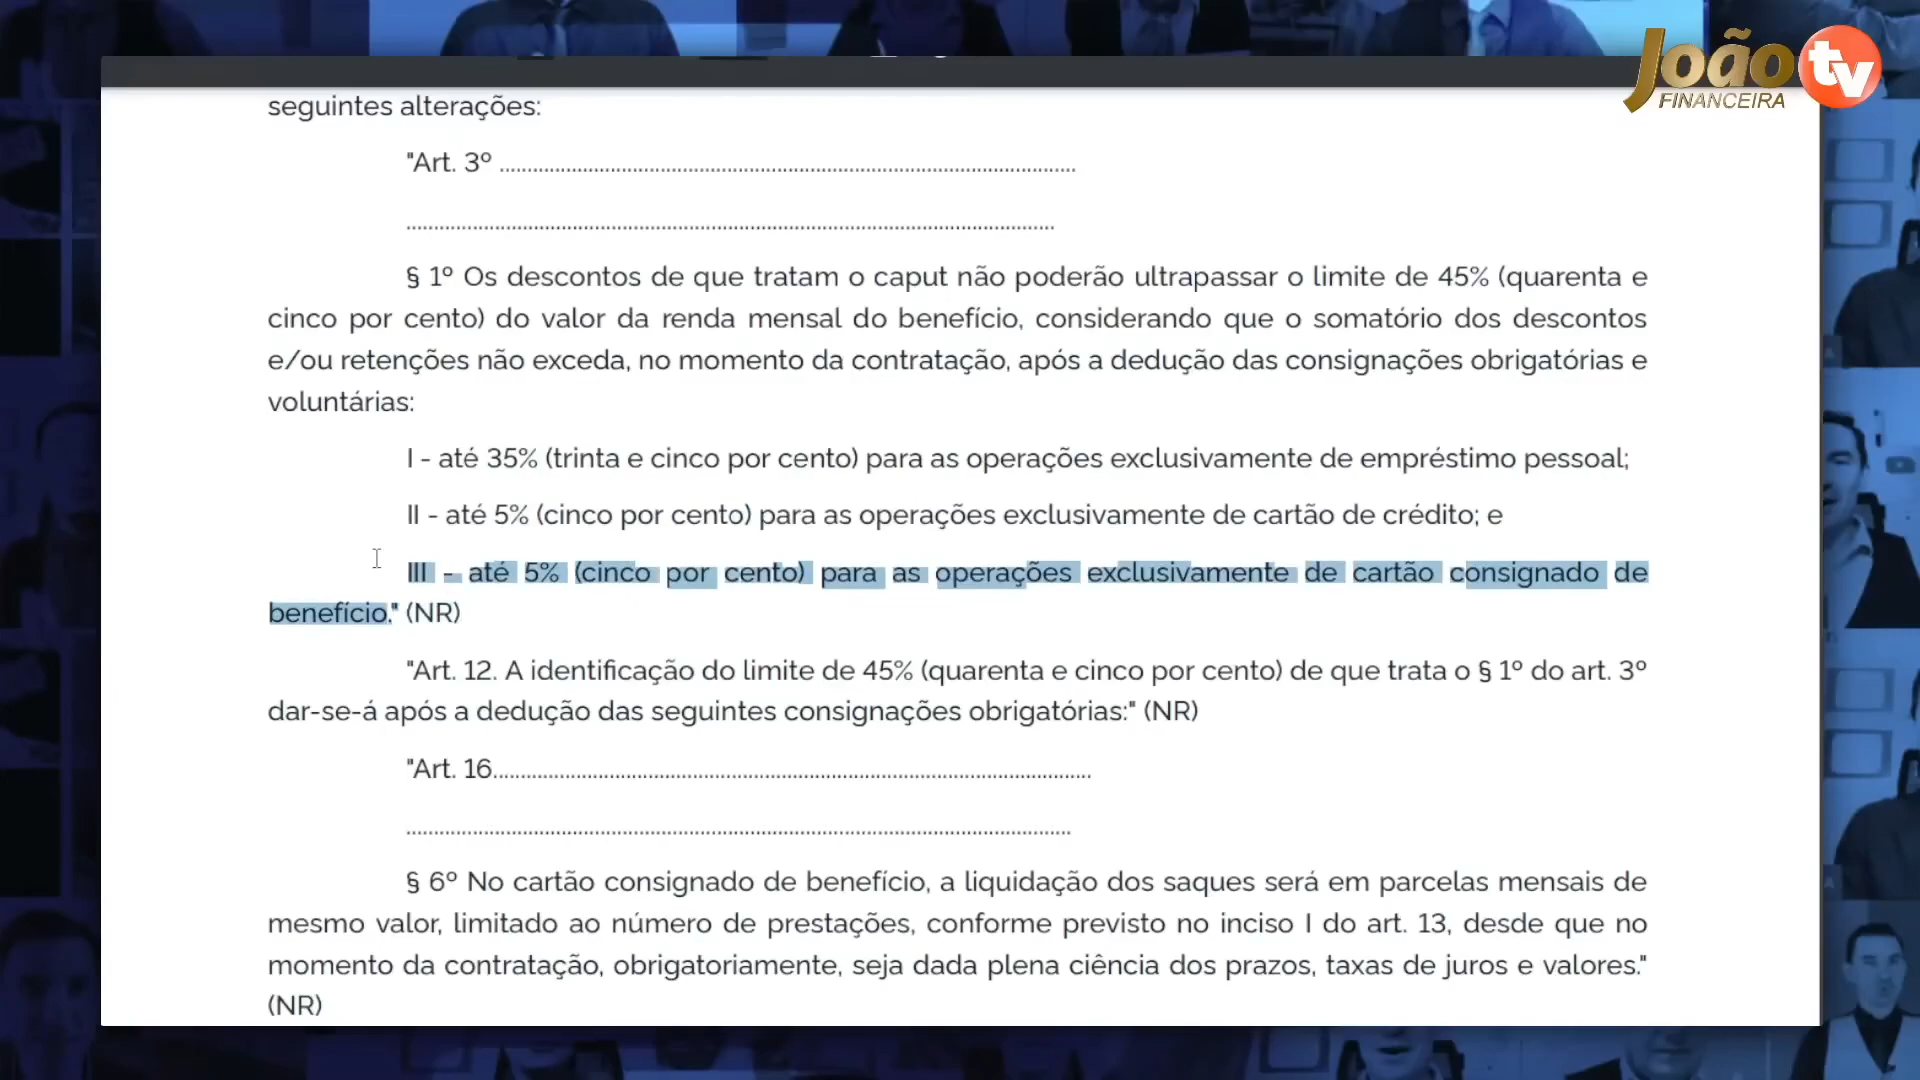 João
FINANCEIRA
tv
seguintes alterações:
"Art. 3º ........................................................................................................
.....................................................................................................................
§ 1º Os descontos de que tratam o caput não poderão ultrapassar o limite de 45% (quarenta e
cinco por cento) do valor da renda mensal do benefício, considerando que o somatório dos descontos
e/ou retenções não exceda, no momento da contratação, após a dedução das consignações obrigatórias e
voluntárias:
I - até 35% (trinta e cinco por cento) para as operações exclusivamente de empréstimo pessoal;
II - até 5% (cinco por cento) para as operações exclusivamente de cartão de crédito; e
III - até 5% (cinco por cento) para as operações exclusivamente de cartão consignado de
benefício." (NR)
"Art. 12. A identificação do limite de 45% (quarenta e cinco por cento) de que trata o § 1º do art. 3º
dar-se-á após a dedução das seguintes consignações obrigatórias:" (NR)
"Art. 16............................................................................................................
........................................................................................................................
§ 6º No cartão consignado de benefício, a liquidação dos saques será em parcelas mensais de
mesmo valor, limitado ao número de prestações, conforme previsto no inciso I do art. 13, desde que no
momento da contratação, obrigatoriamente, seja dada plena ciência dos prazos, taxas de juros e valores."
(NR)